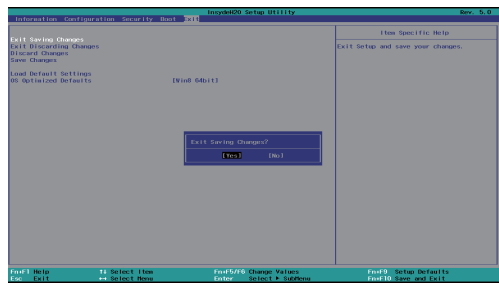 InsydeH20 Setup Utility Rev. 5.0
Information Configuration Security Boot Exit
Exit Saving Changes
Exit Discarding Changes
Discard Changes
Save Changes
Load Default Settings
OS Optimized Defaults [Win8 64bit]
Item Specific Help
Exit Setup and save your changes.
Exit Saving Changes?
[Yes] [No]
Fn+F1 Help ↑↓ Select Item Fn+F5/F6 Change Values Fn+F9 Setup Defaults
Esc Exit ↔ Select Menu Enter Select ▶ SubMenu Fn+F10 Save and Exit